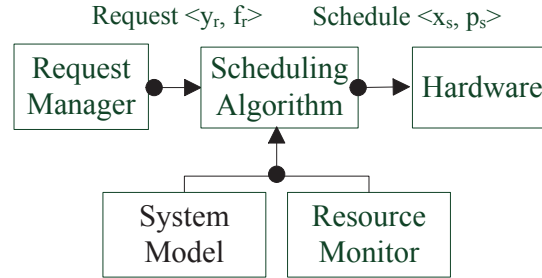 Request <yᵣ, fᵣ>
Schedule <xₛ, pₛ>
Request
Manager
Scheduling
Algorithm
Hardware
System
Model
Resource
Monitor